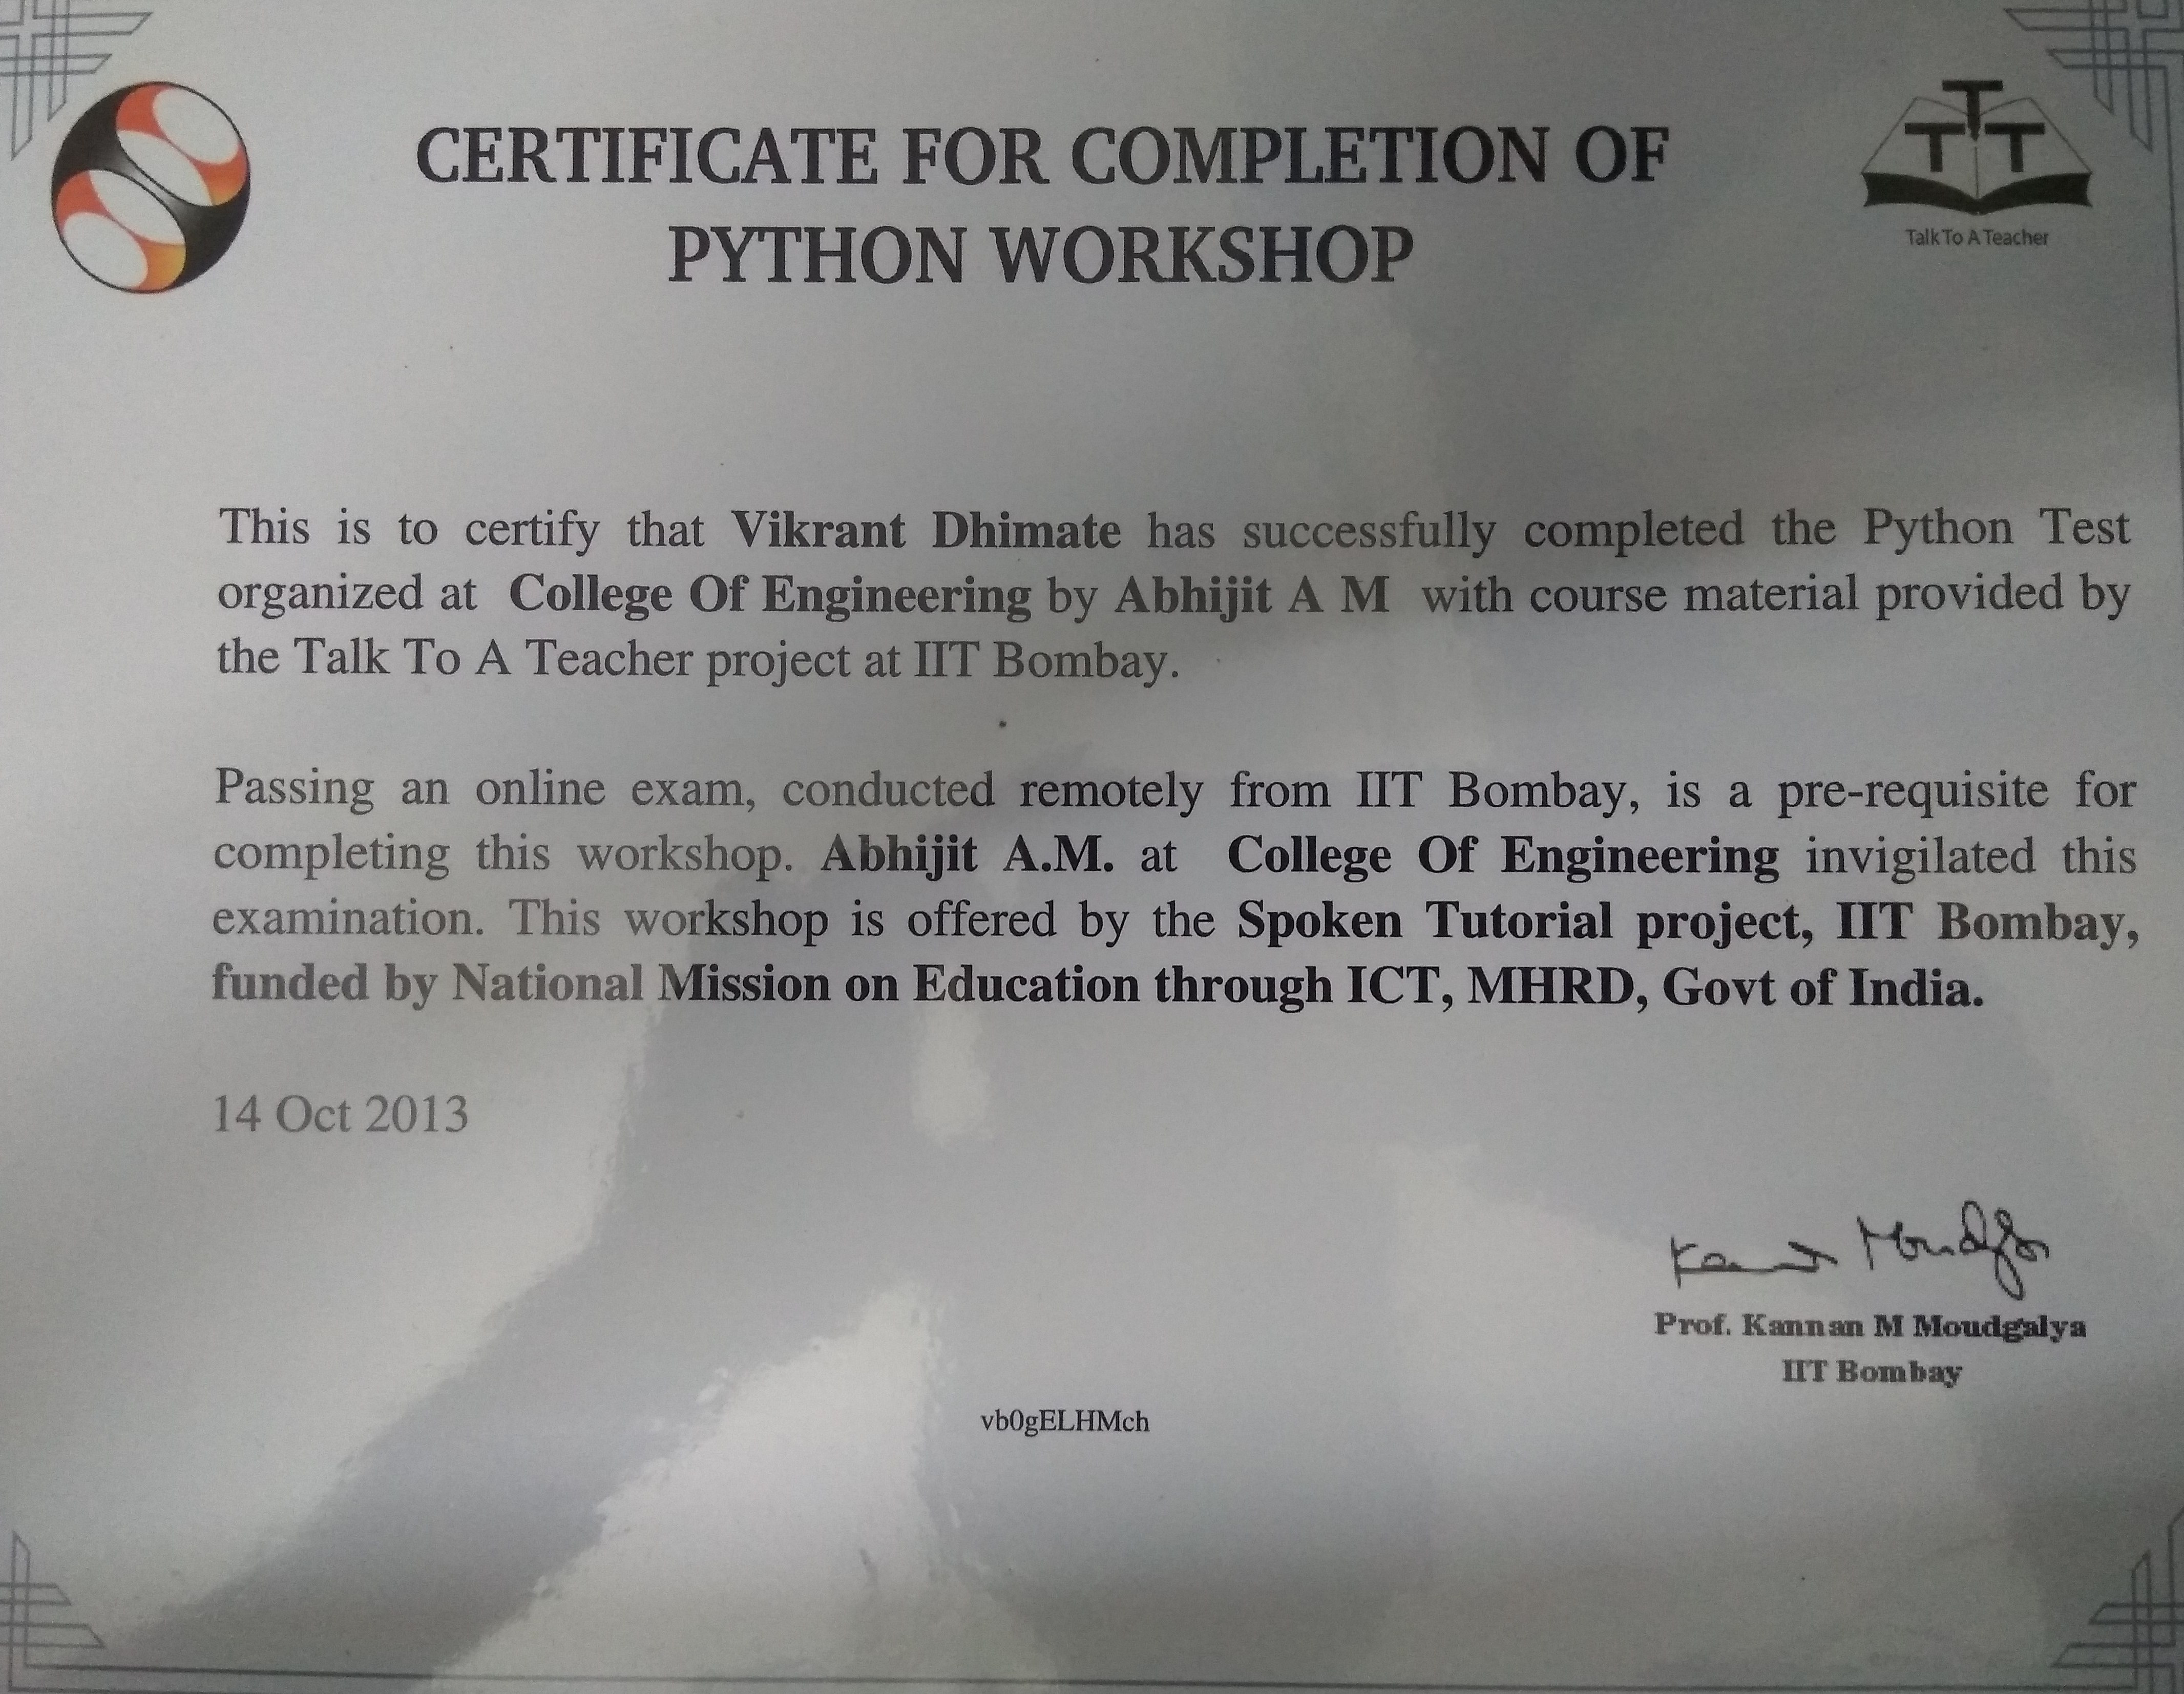 CERTIFICATE FOR COMPLETION OF
PYTHON WORKSHOP
TTT
Talk To A Teacher
This is to certify that Vikrant Dhimate has successfully completed the Python Test
organized at College Of Engineering by Abhijit A M with course material provided by
the Talk To A Teacher project at IIT Bombay.
Passing an online exam, conducted remotely from IIT Bombay, is a pre-requisite for
completing this workshop. Abhijit A.M. at College Of Engineering invigilated this
examination. This workshop is offered by the Spoken Tutorial project, IIT Bombay,
funded by National Mission on Education through ICT, MHRD, Govt of India.
14 Oct 2013
Prof. Kannan M Moudgalya
IIT Bombay
vb0gELHMch